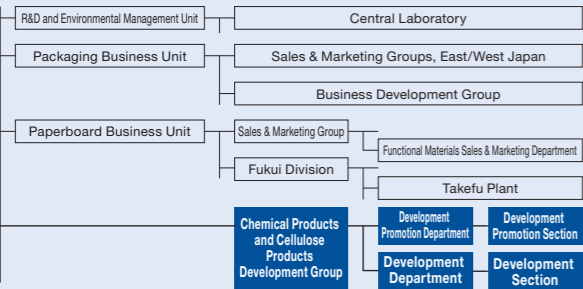 R&D and Environmental Management Unit
Central Laboratory
Packaging Business Unit
Sales & Marketing Groups, East/West Japan
Business Development Group
Paperboard Business Unit
Sales & Marketing Group
Functional Materials Sales & Marketing Department
Fukui Division
Takefu Plant
Chemical Products
and Cellulose
Products
Development Group
Development
Promotion Department
Development
Promotion Section
Development
Department
Development
Section